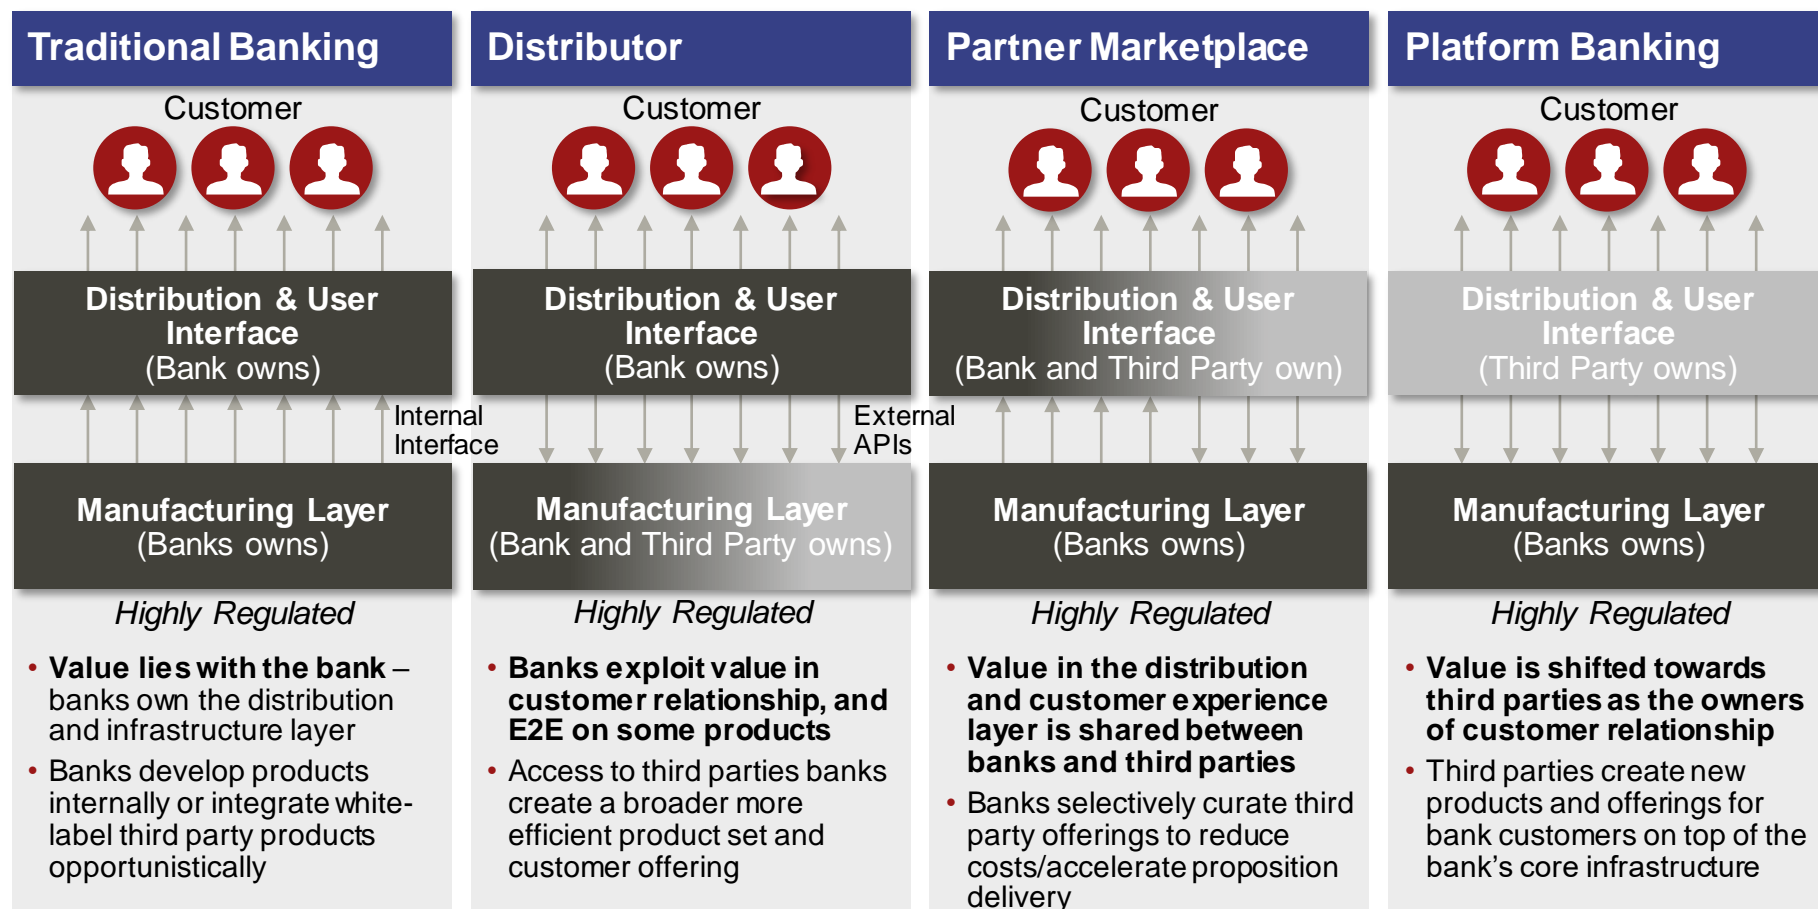 Traditional Banking
Customer
Distribution & User
Interface
(Bank owns)
Internal
Interface
Manufacturing Layer
(Banks owns)
Highly Regulated
• Value lies with the bank –
banks own the distribution
and infrastructure layer
• Banks develop products
internally or integrate white-
label third party products
opportunistically
Distributor
Customer
Distribution & User
Interface
(Bank owns)
External
APIs
Manufacturing Layer
(Bank and Third Party owns)
Highly Regulated
• Banks exploit value in
customer relationship, and
E2E on some products
• Access to third parties banks
create a broader more
efficient product set and
customer offering
Partner Marketplace
Customer
Distribution & User
Interface
(Bank and Third Party own)
Manufacturing Layer
(Banks owns)
Highly Regulated
• Value in the distribution
and customer experience
layer is shared between
banks and third parties
• Banks selectively curate third
party offerings to reduce
costs/accelerate proposition
delivery
Platform Banking
Customer
Distribution & User
Interface
(Third Party owns)
Manufacturing Layer
(Banks owns)
Highly Regulated
• Value is shifted towards
third parties as the owners
of customer relationship
• Third parties create new
products and offerings for
bank customers on top of the
bank's core infrastructure